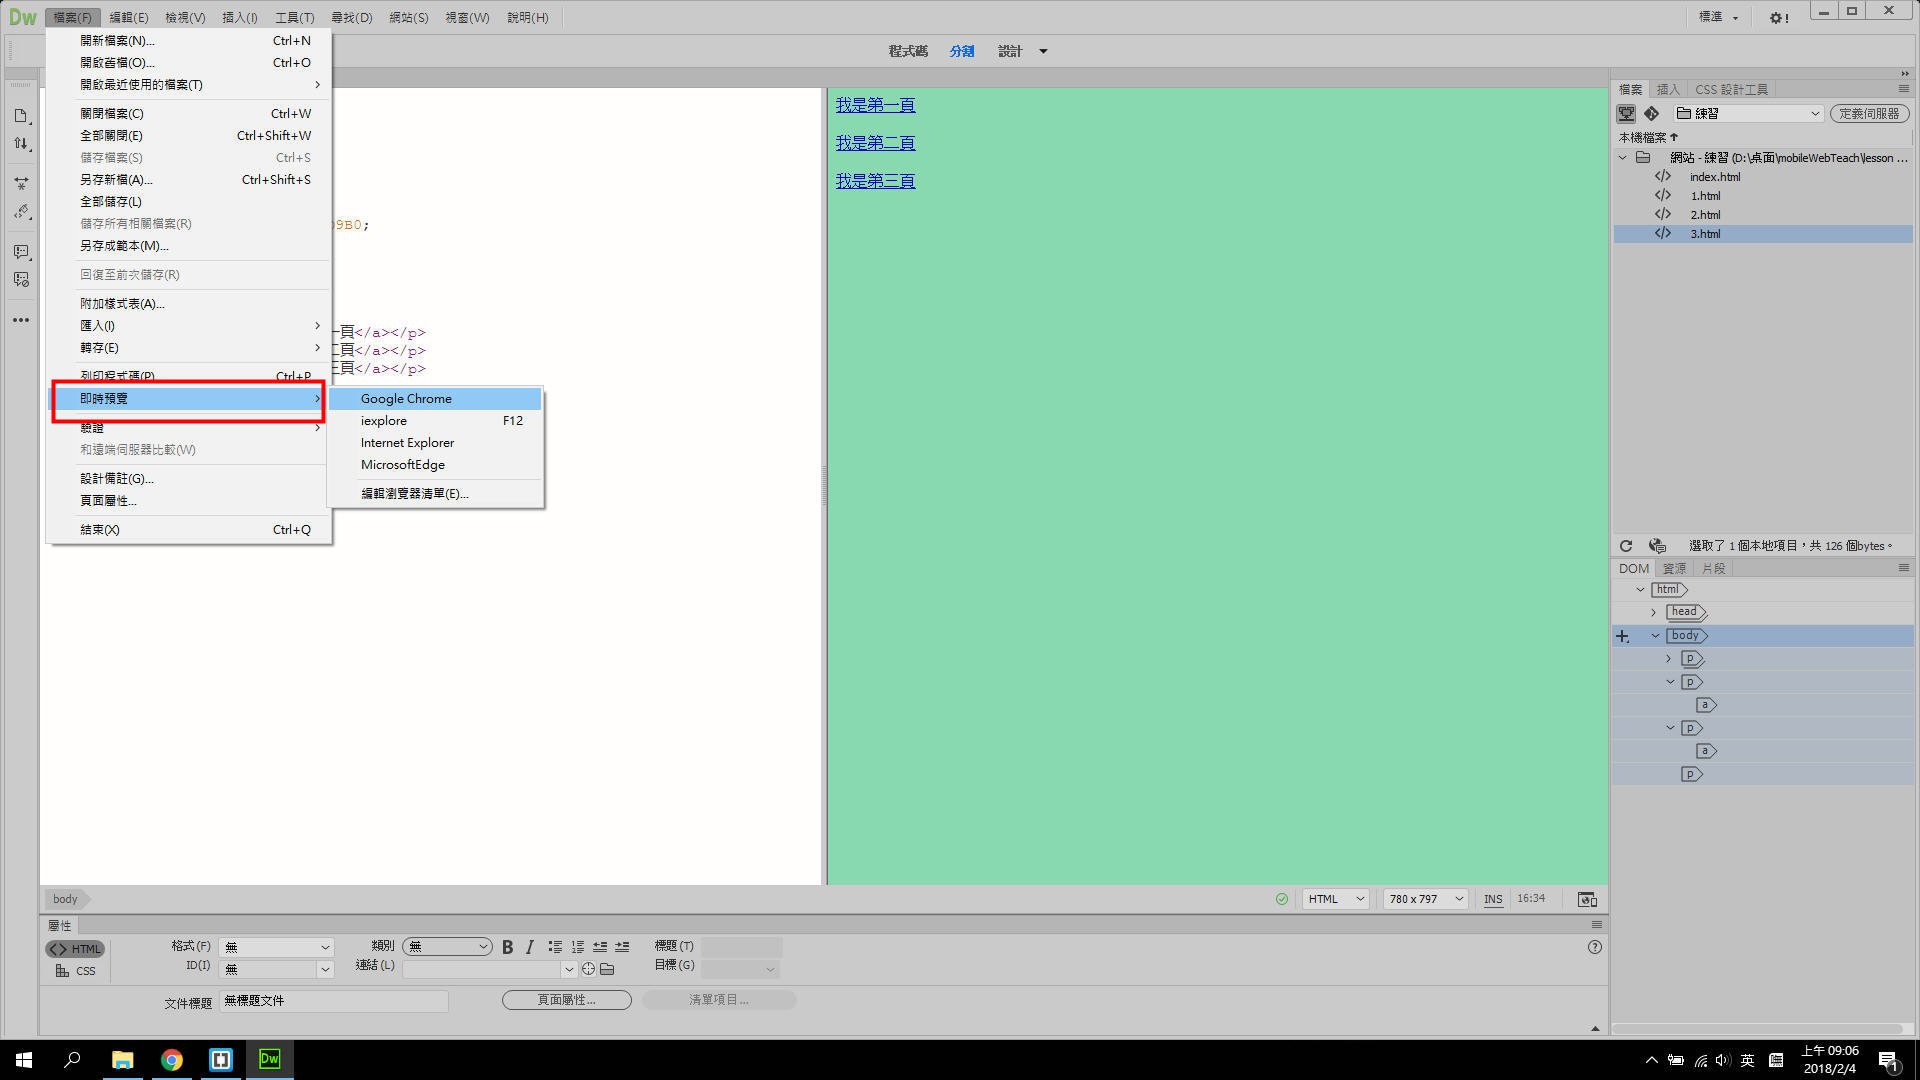 Dw 檔案(F) 編輯(E) 檢視(V) 插入(I) 工具(T) 尋找(D) 網站(S) 視窗(W) 說明(H) 標準
程式碼 分割 設計
開新檔案(N)... Ctrl+N
開啟舊檔(O)... Ctrl+O
開啟最近使用的檔案(T)
關閉檔案(C) Ctrl+W
全部關閉(E) Ctrl+Shift+W
儲存檔案(S) Ctrl+S
另存新檔(A)... Ctrl+Shift+S
全部儲存(L)
儲存所有相關檔案(R)
另存成範本(M)...
回復至前次儲存(R)
附加樣式表(A)...
匯入(I)
轉存(E)
列印程式碼(P) Ctrl+P
即時預覽
驗證
和遠端伺服器比較(W)
設計備註(G)...
頁面屬性...
結束(X) Ctrl+Q
Google Chrome
iexplore F12
Internet Explorer
MicrosoftEdge
編輯瀏覽器清單(E)...
9B0;
一頁</a></p>
二頁</a></p>
三頁</a></p>
我是第一頁
我是第二頁
我是第三頁
檔案 插入 CSS 設計工具
練習 定義伺服器
本機檔案
網站 - 練習 (D:\桌面\mobileWebTeach\lesson ...
index.html
1.html
2.html
3.html
選取了 1 個本地項目，共 126 個bytes。
DOM 資源 片段
html
head
body
p
p
a
p
a
p
body HTML 780 x 797 INS 16:34
屬性
HTML 格式(F) 無 類別 無 B I 標題(T)
CSS ID(I) 無 連結(L) 目標(G)
文件標題 無標題文件 頁面屬性... 清單項目...
Dw 英 上午 09:06
2018/2/4 1